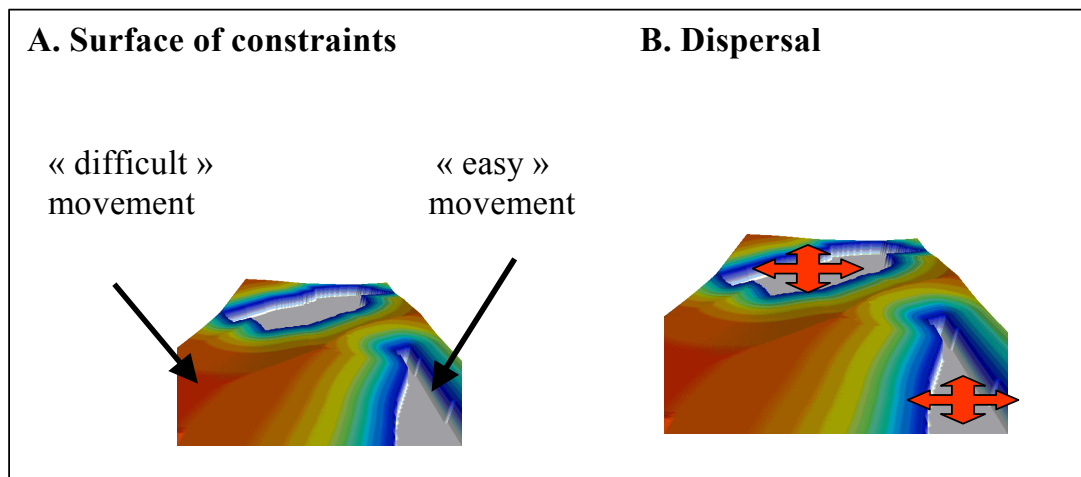 A. Surface of constraints
B. Dispersal
« difficult »
movement
« easy »
movement